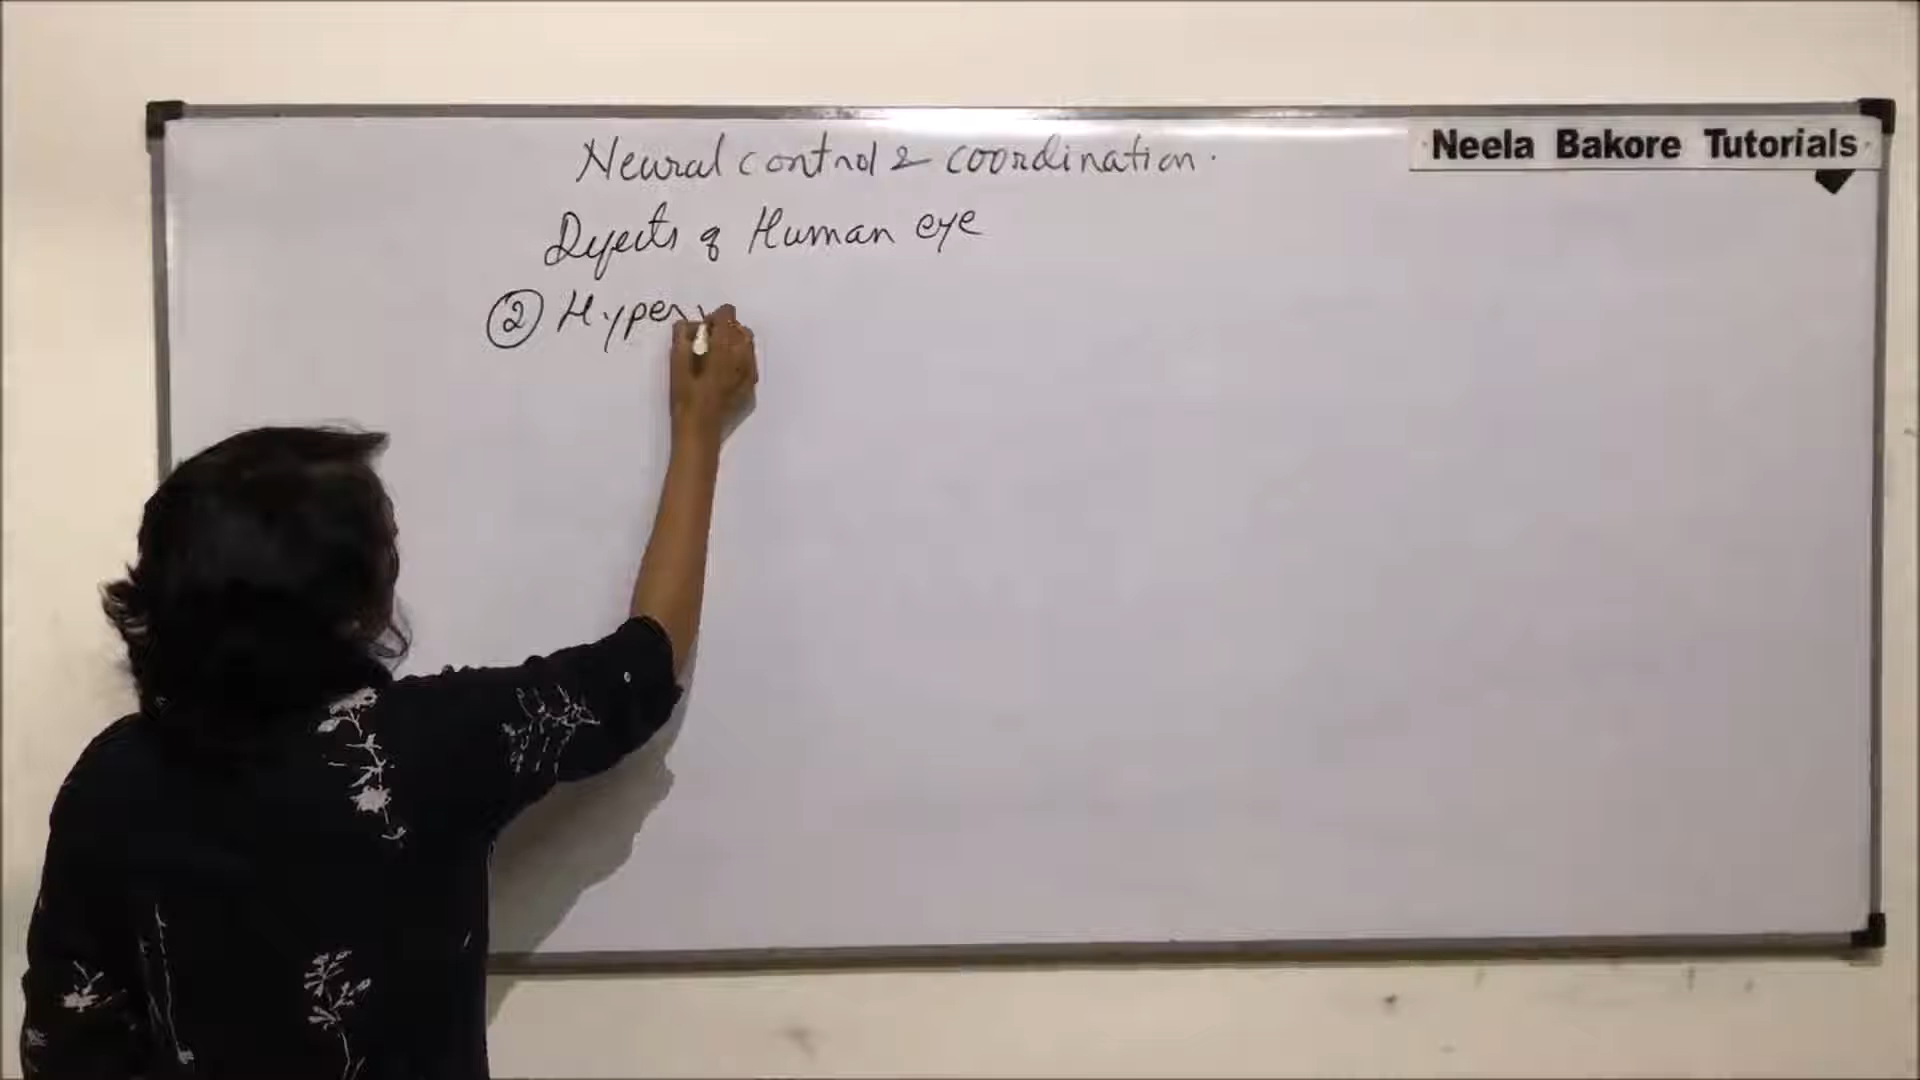 Neela Bakore Tutorials
Neural control & coordination.
Defects of Human eye
② Hyper